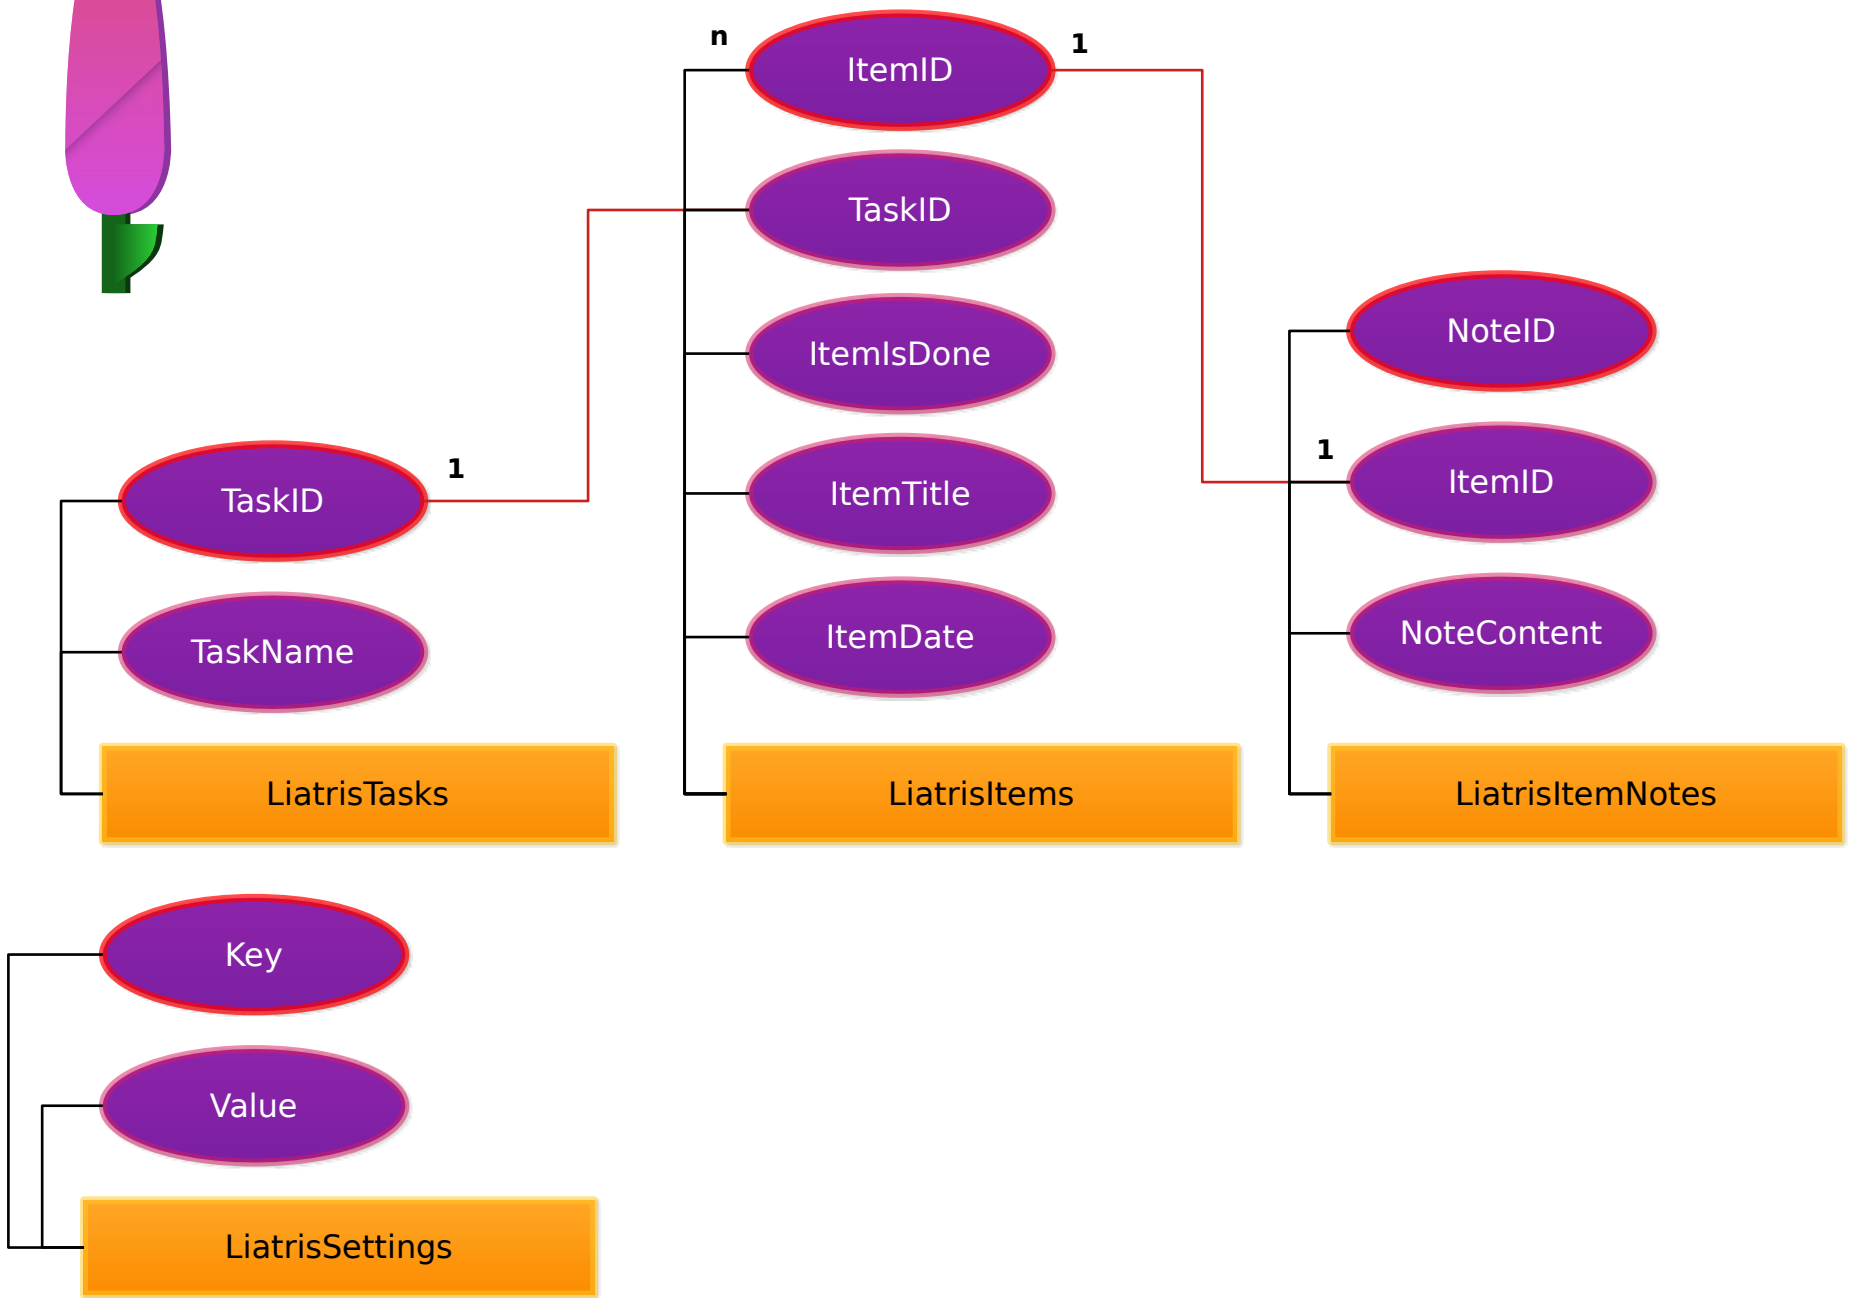 n
ItemID
1
TaskID
ItemIsDone
NoteID
1
ItemID
TaskID
1
ItemTitle
TaskName
ItemDate
NoteContent
LiatrisTasks
LiatrisItems
LiatrisItemNotes
Key
Value
LiatrisSettings